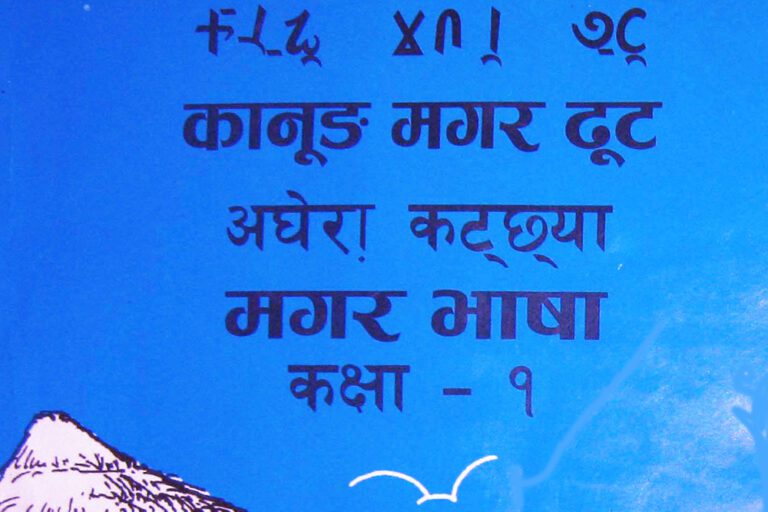 कानूङ मगर ढूट
अघेरा़ कट्छ्या
मगर भाषा
कक्षा - १